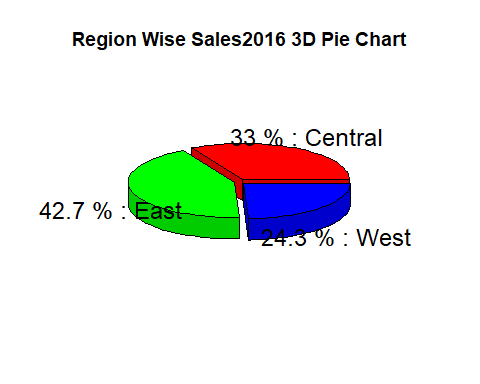 Region Wise Sales2016 3D Pie Chart
33 % : Central
42.7 % : East
24.3 % : West